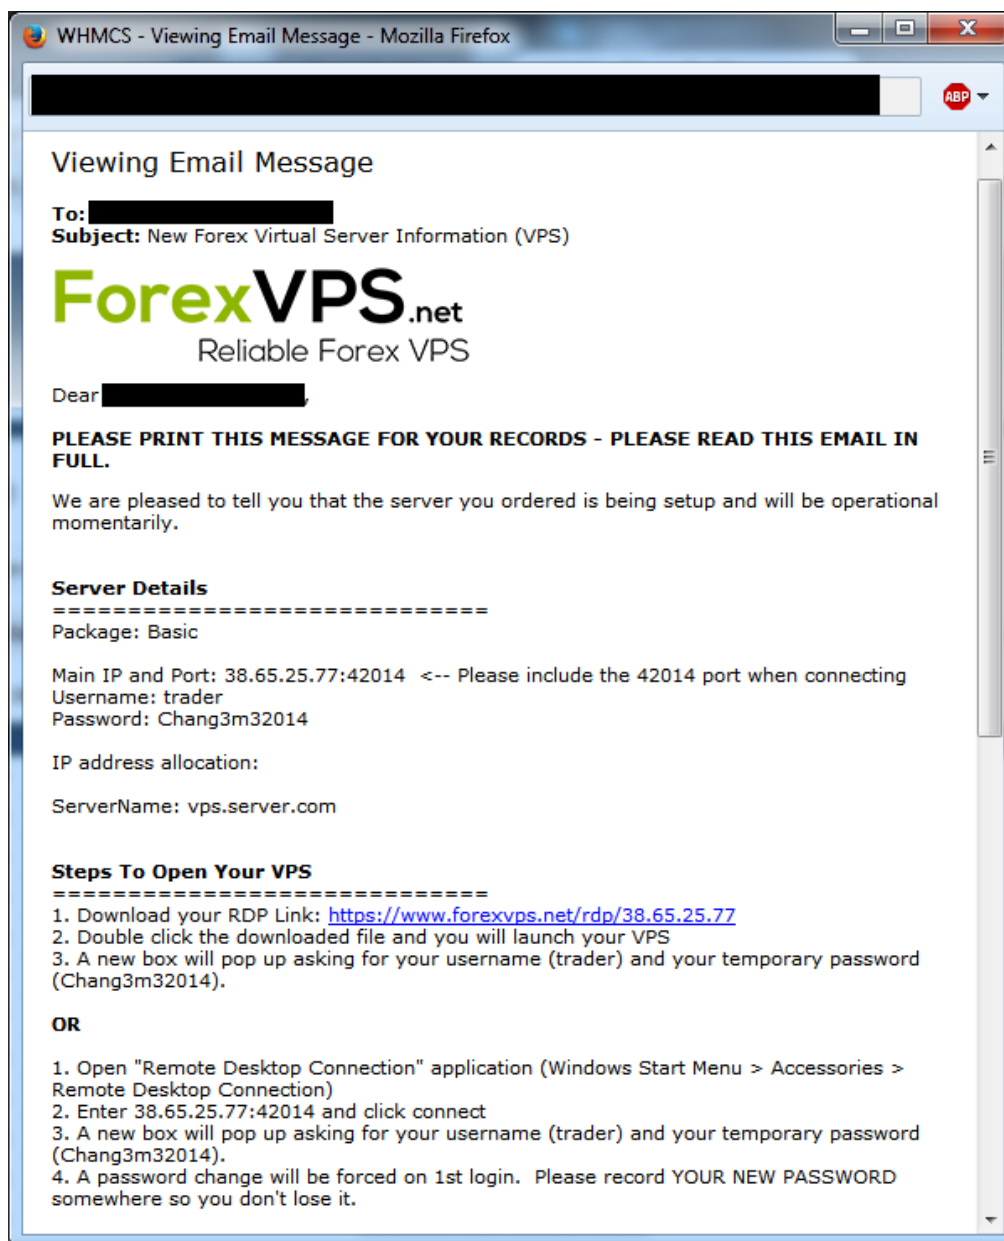 WHMCS - Viewing Email Message - Mozilla Firefox
ABP
Viewing Email Message
To:
Subject: New Forex Virtual Server Information (VPS)
ForexVPS.net
Reliable Forex VPS
Dear ,
PLEASE PRINT THIS MESSAGE FOR YOUR RECORDS - PLEASE READ THIS EMAIL IN
FULL.
We are pleased to tell you that the server you ordered is being setup and will be operational
momentarily.
Server Details
=============================
Package: Basic
Main IP and Port: 38.65.25.77:42014 <-- Please include the 42014 port when connecting
Username: trader
Password: Chang3m32014
IP address allocation:
ServerName: vps.server.com
Steps To Open Your VPS
=============================
1. Download your RDP Link: https://www.forexvps.net/rdp/38.65.25.77
2. Double click the downloaded file and you will launch your VPS
3. A new box will pop up asking for your username (trader) and your temporary password
(Chang3m32014).
OR
1. Open "Remote Desktop Connection" application (Windows Start Menu > Accessories >
Remote Desktop Connection)
2. Enter 38.65.25.77:42014 and click connect
3. A new box will pop up asking for your username (trader) and your temporary password
(Chang3m32014).
4. A password change will be forced on 1st login. Please record YOUR NEW PASSWORD
somewhere so you don't lose it.